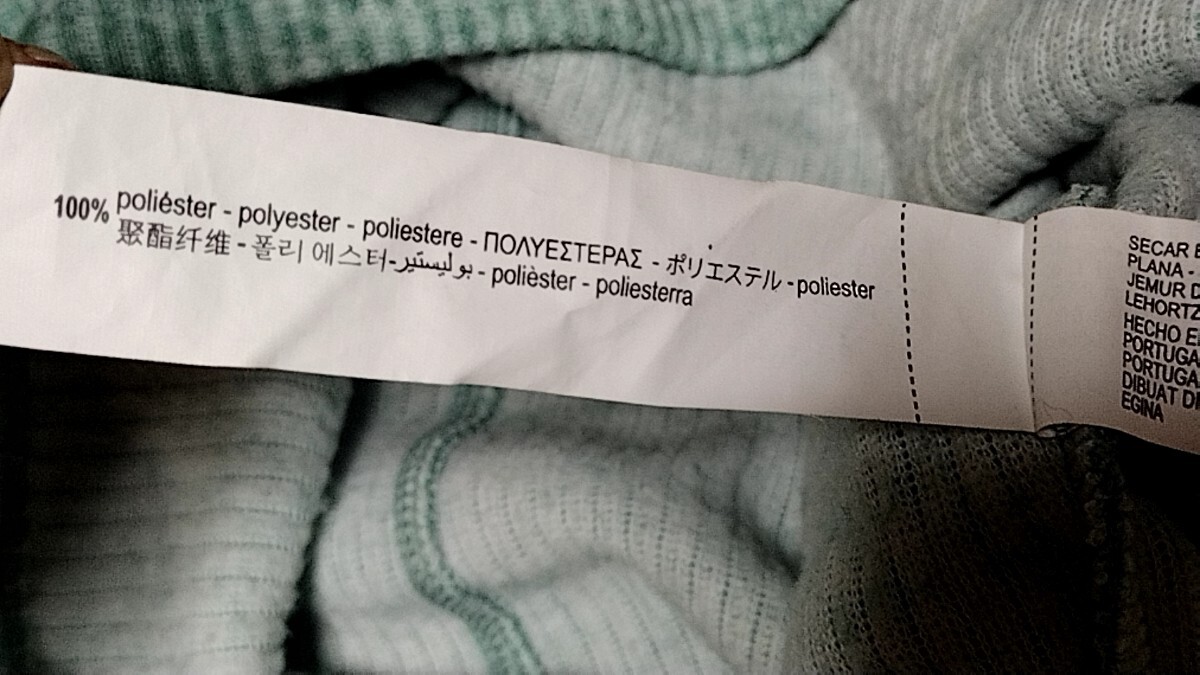 100% poliéster - polyester - poliestere - ΠΟΛΥΕΣΤΕΡΑΣ - ポリエステル - poliester
聚酯纤维 - 폴리 에스터 - بوليستير - polièster - poliesterra
SECAR
PLANA -
JEMUR
LEHORTZ
HECHO
PORTUGA
PORTUGA
DIBUAT
EGINA